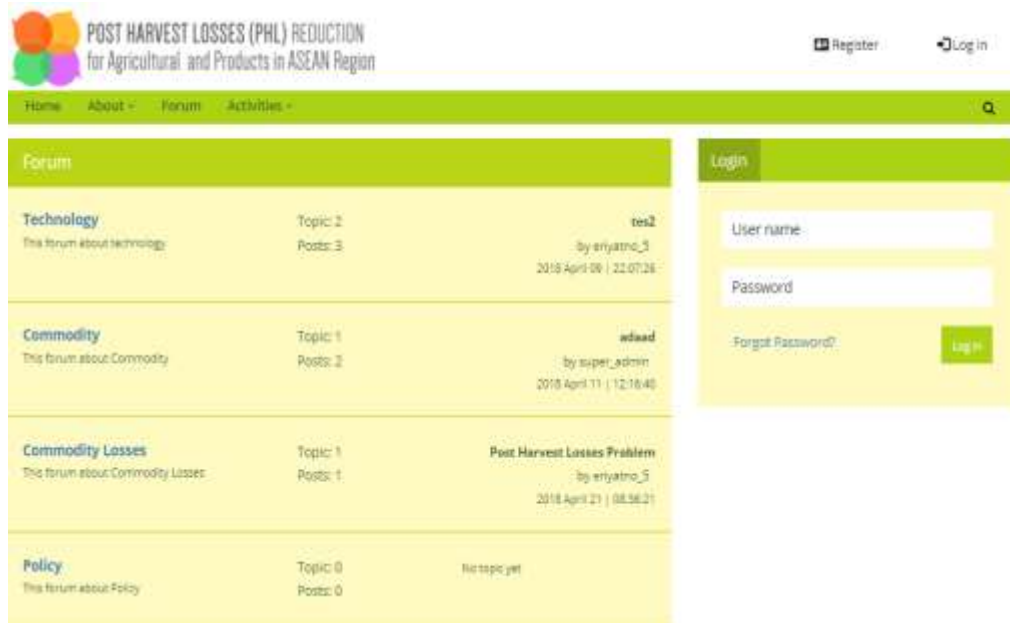 POST HARVEST LOSSES (PHL) REDUCTION
for Agricultural and Products in ASEAN Region
Register
Log in
Home About Forum Activities
Forum
Technology
This forum about technology
Topic: 2
Posts: 3
tes2
by eriyatno_5
2018 April 09 | 22:07:26
Commodity
This forum about Commodity
Topic: 1
Posts: 2
adaad
by super_admin
2018 April 11 | 12:16:40
Commodity Losses
This forum about Commodity Losses
Topic: 1
Posts: 1
Post Harvest Losses Problem
by eriyatno_5
2018 April 21 |
Policy
This forum about Policy
Topic: 0
Posts: 0
No topic yet
Login
User name
Password
Forgot Password?
Log in